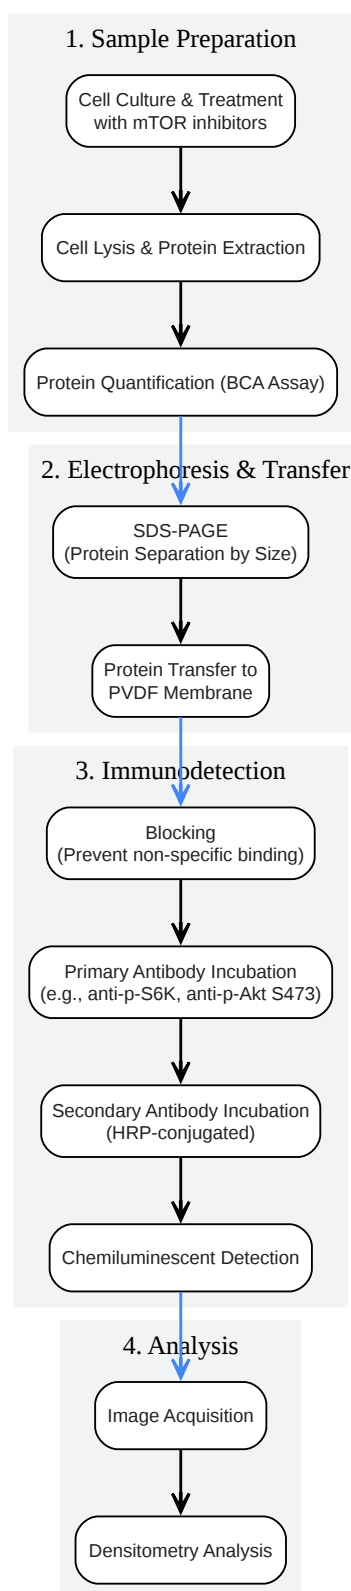 1. Sample Preparation
Cell Culture & Treatment
with mTOR inhibitors
Cell Lysis & Protein Extraction
Protein Quantification (BCA Assay)
2. Electrophoresis & Transfer
SDS-PAGE
(Protein Separation by Size)
Protein Transfer to
PVDF Membrane
3. Immunodetection
Blocking
(Prevent non-specific binding)
Primary Antibody Incubation
(e.g., anti-p-S6K, anti-p-Akt S473)
Secondary Antibody Incubation
(HRP-conjugated)
Chemiluminescent Detection
4. Analysis
Image Acquisition
Densitometry Analysis